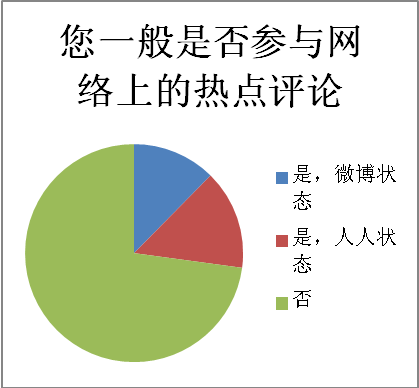 您一般是否参与网
络上的热点评论
是，微博状
态
是，人人状
态
否